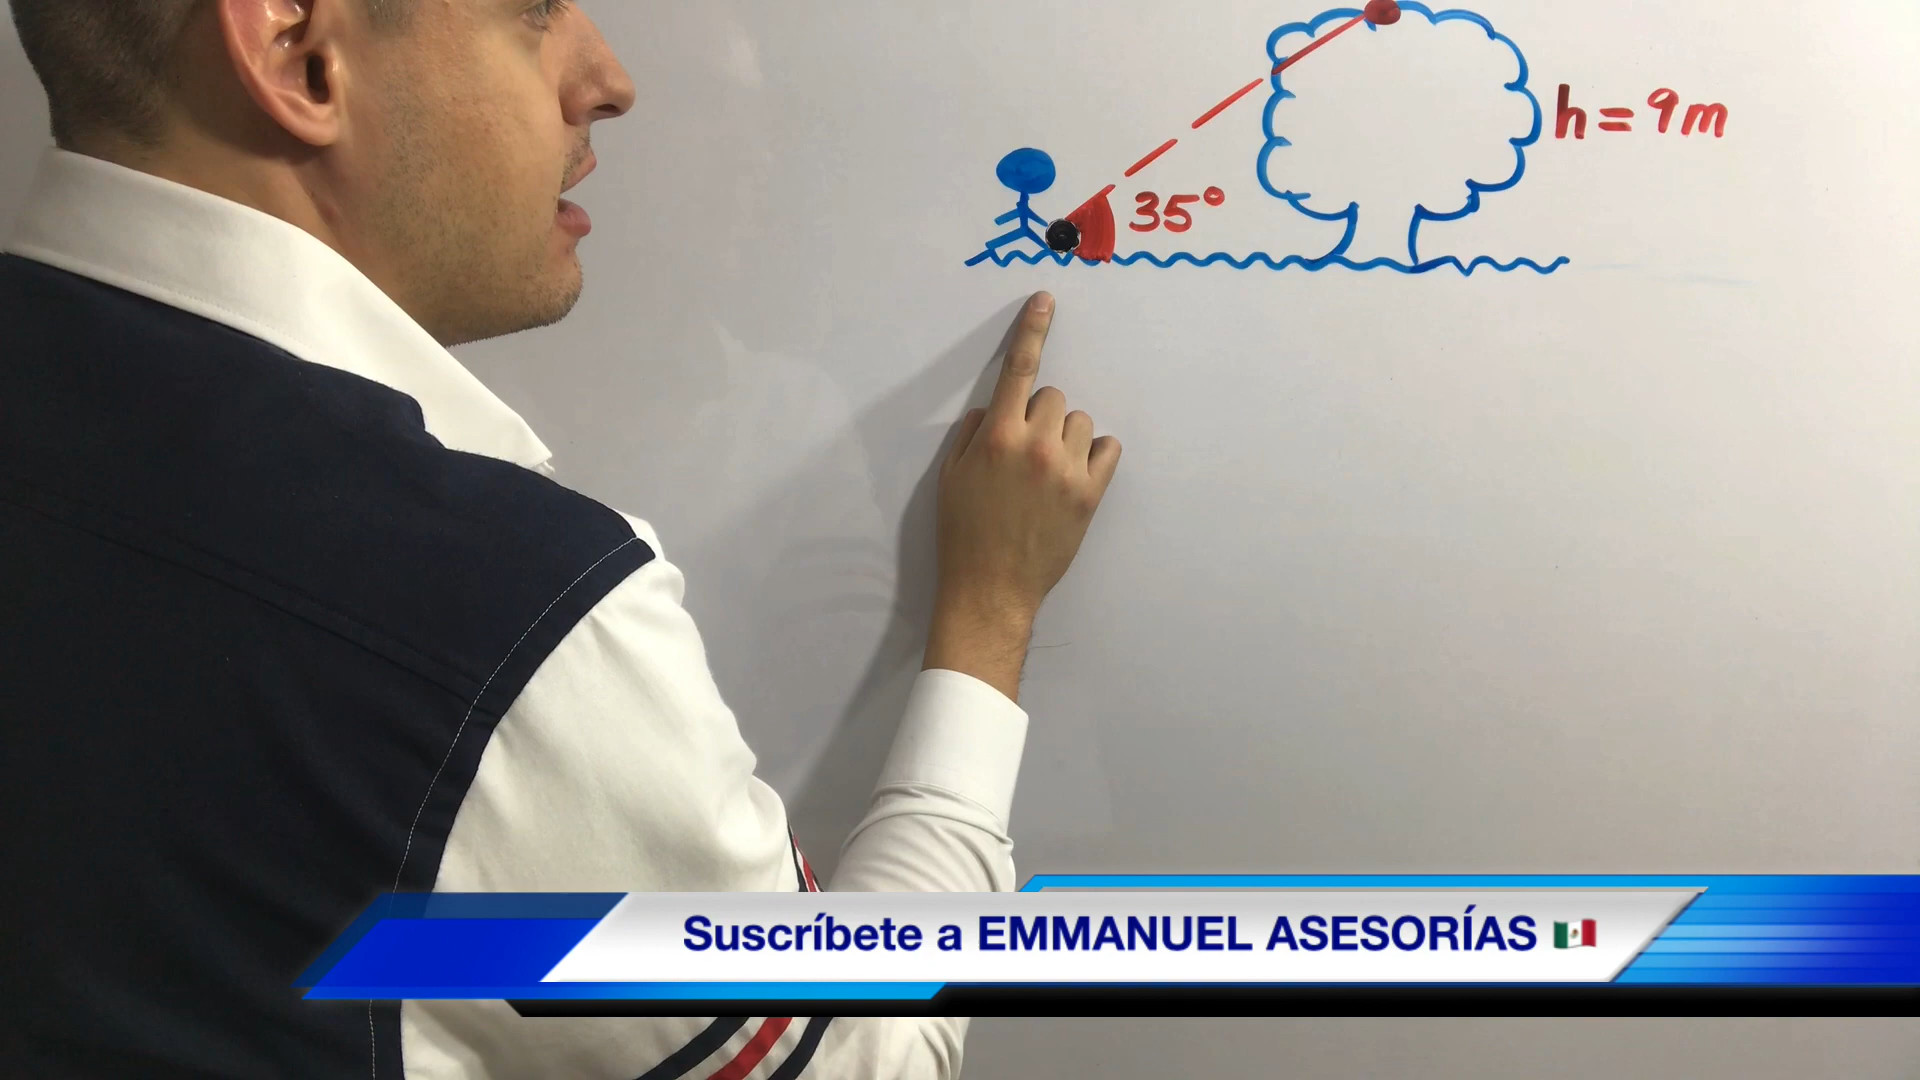 h = 9m
35°
Suscríbete a EMMANUEL ASESORÍAS 🇲🇽